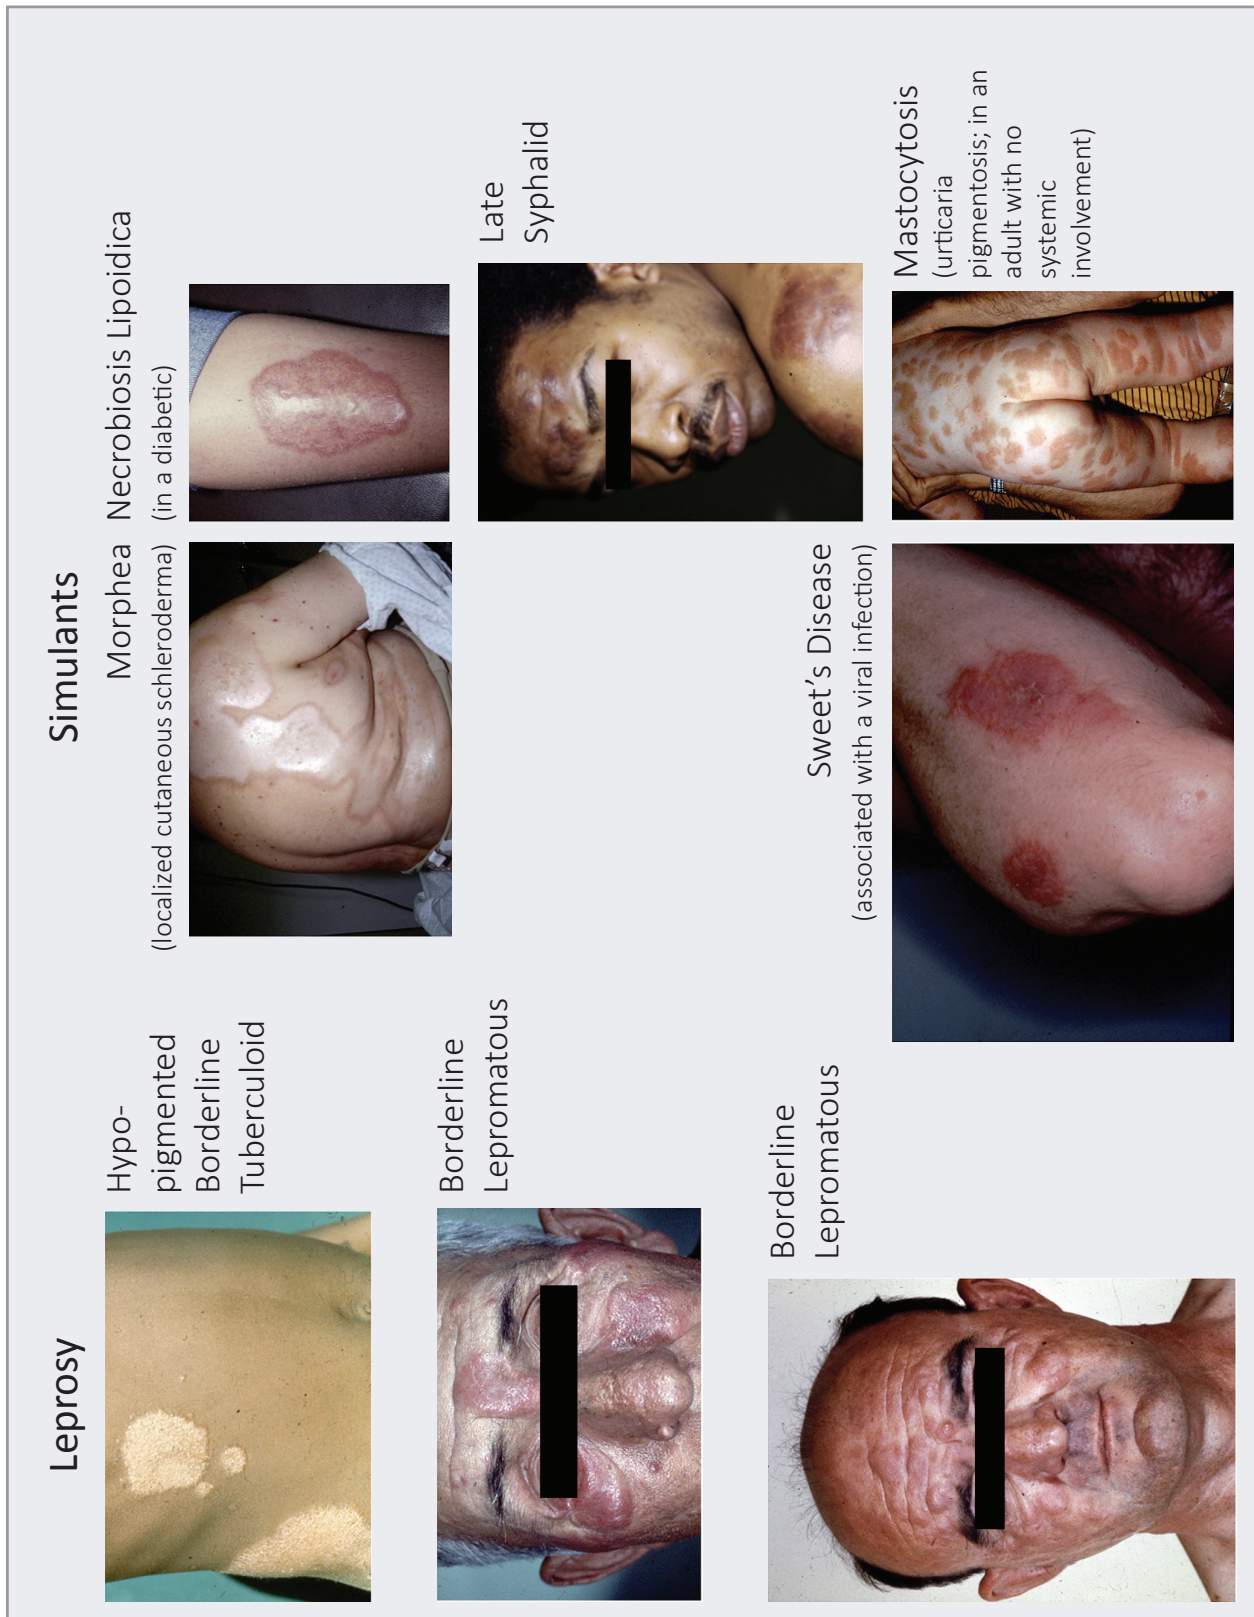 Leprosy
Hypo-
pigmented
Borderline
Tuberculoid
Borderline
Lepromatous
Borderline
Lepromatous
Simulants
Morphea
(localized cutaneous schleroderma)
Necrobiosis Lipoidica
(in a diabetic)
Late
Syphalid
Sweet's Disease
(associated with a viral infection)
Mastocytosis
(urticaria
pigmentosis; in an
adult with no
systemic
involvement)